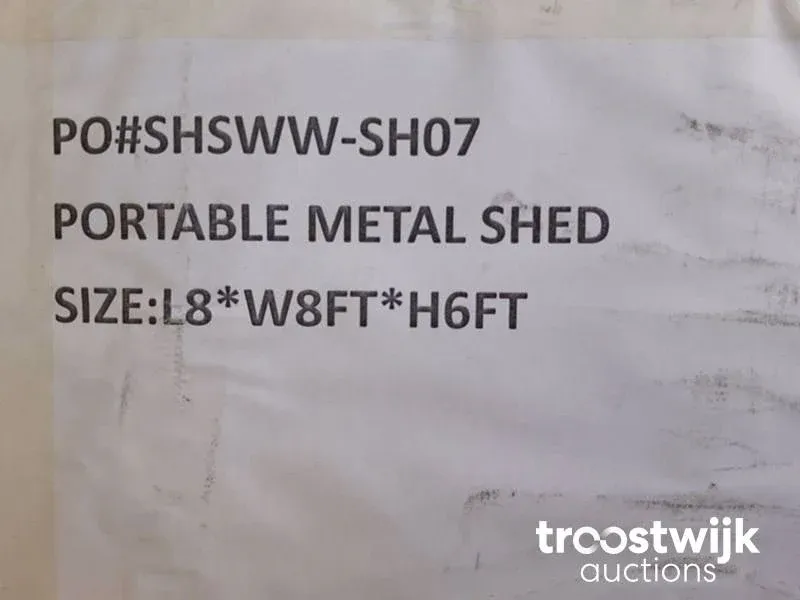 PO#SHSWW-SH07
PORTABLE METAL SHED
SIZE:L8*W8FT*H6FT
troostwijk
auctions